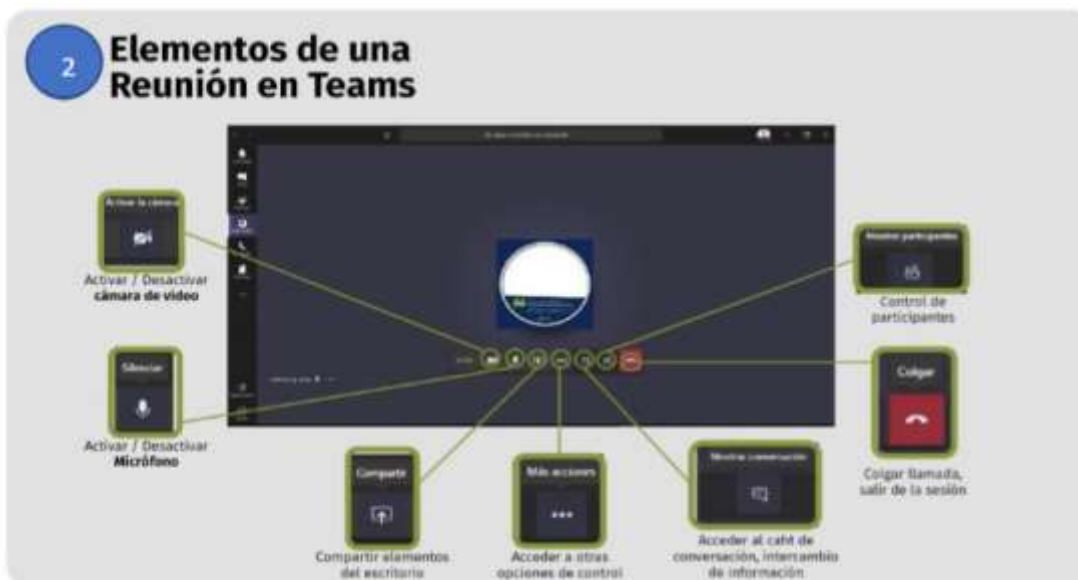 2
Elementos de una
Reunión en Teams
Activar la cámara
Activar / Desactivar
cámara de video
Silenciar
Activar / Desactivar
Micrófono
Compartir
Compartir elementos
del escritorio
Más acciones
Acceder a otras
opciones de control
Mostrar conversación
Acceder al caht de
conversación, intercambio
de información
Mostrar participantes
Control de
participantes
Colgar
Colgar llamada,
salir de la sesión